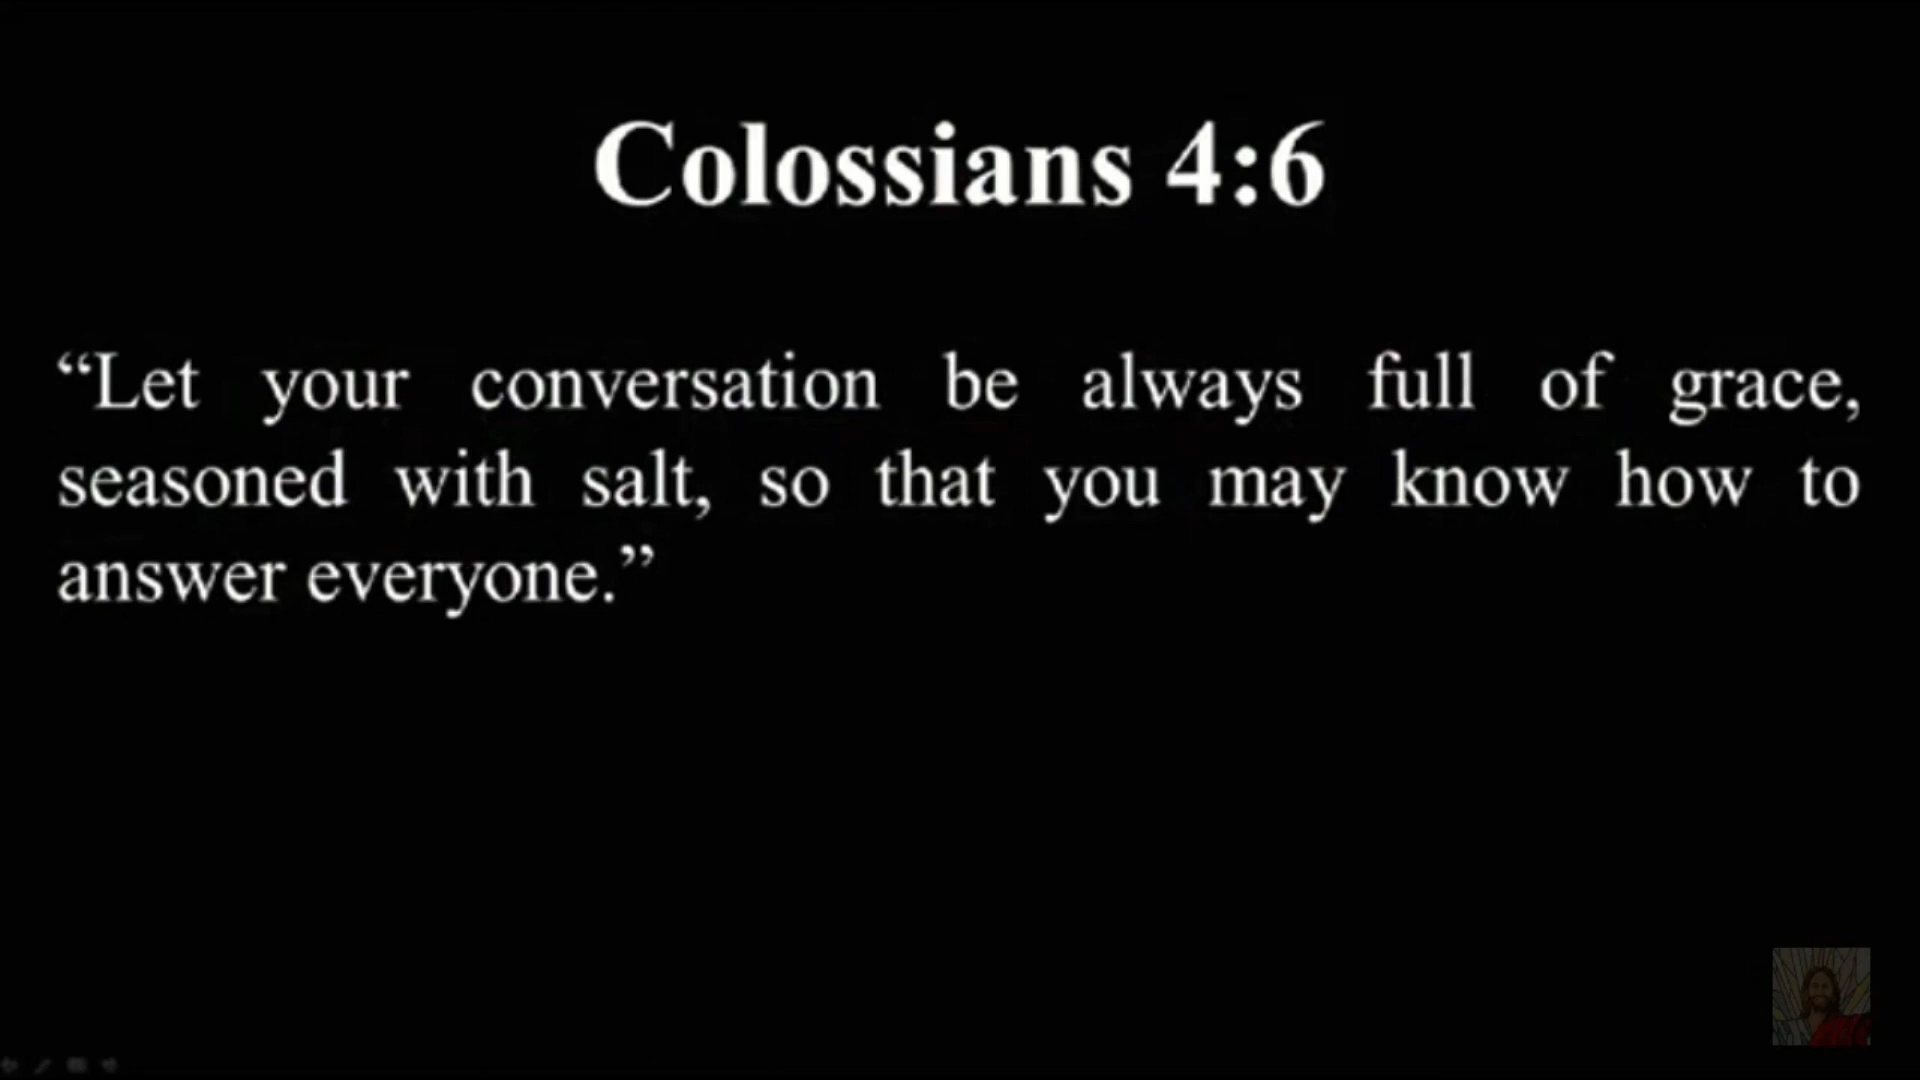 Colossians 4:6
“Let your conversation be always full of grace,
seasoned with salt, so that you may know how to
answer everyone.”